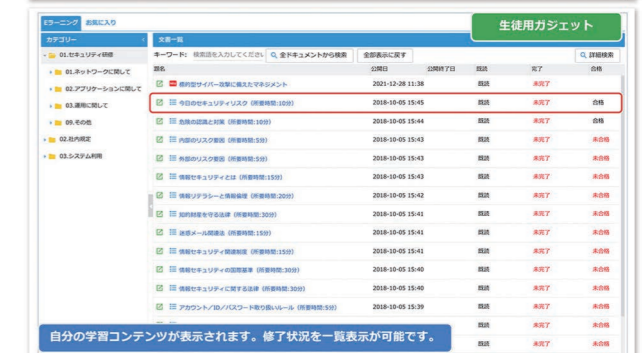 Eラーニング お気に入り
生徒用ガジェット
カテゴリー 文書一覧
01.セキュリティ研修 キーワード: 検索語を入力してください 全ドキュメントから検索 全部表示に戻す 詳細検索
01.ネットワークに関して 題名 公開日 公開終了日 既読 完了 合格
02.アプリケーションに関して
03.運用に関して
09.その他
02.社内規定
03.システム利用
標的型サイバー攻撃に備えたマネジメント 2021-12-28 11:38 既読 未完了
今日のセキュリティリスク (所要時間:10分) 2018-10-05 15:45 既読 未完了 合格
危険の認識と対策 (所要時間:10分) 2018-10-05 15:44 既読 未完了 合格
内部のリスク要因 (所要時間:5分) 2018-10-05 15:43 既読 未完了 未合格
外部のリスク要因 (所要時間:5分) 2018-10-05 15:43 既読 未完了 未合格
情報セキュリティとは (所要時間:15分) 2018-10-05 15:43 既読 未完了 未合格
情報リテラシーと情報倫理 (所要時間:20分) 2018-10-05 15:42 既読 未完了 未合格
知的財産を守る法律 (所要時間:30分) 2018-10-05 15:41 既読 未完了 未合格
迷惑メール関連法 (所要時間:15分) 2018-10-05 15:41 既読 未完了 未合格
情報セキュリティ関連制度 (所要時間:15分) 2018-10-05 15:41 既読 未完了 未合格
情報セキュリティの国際基準 (所要時間:30分) 2018-10-05 15:40 既読 未完了 未合格
情報セキュリティに関する法律 (所要時間:30分) 2018-10-05 15:40 既読 未完了 未合格
アカウント/ID/パスワード取り扱いルール (所要時間:5分) 2018-10-05 15:39 既読 未完了 未合格
既読 未完了 未合格
自分の学習コンテンツが表示されます。修了状況を一覧表示が可能です。
既読 未完了 未合格